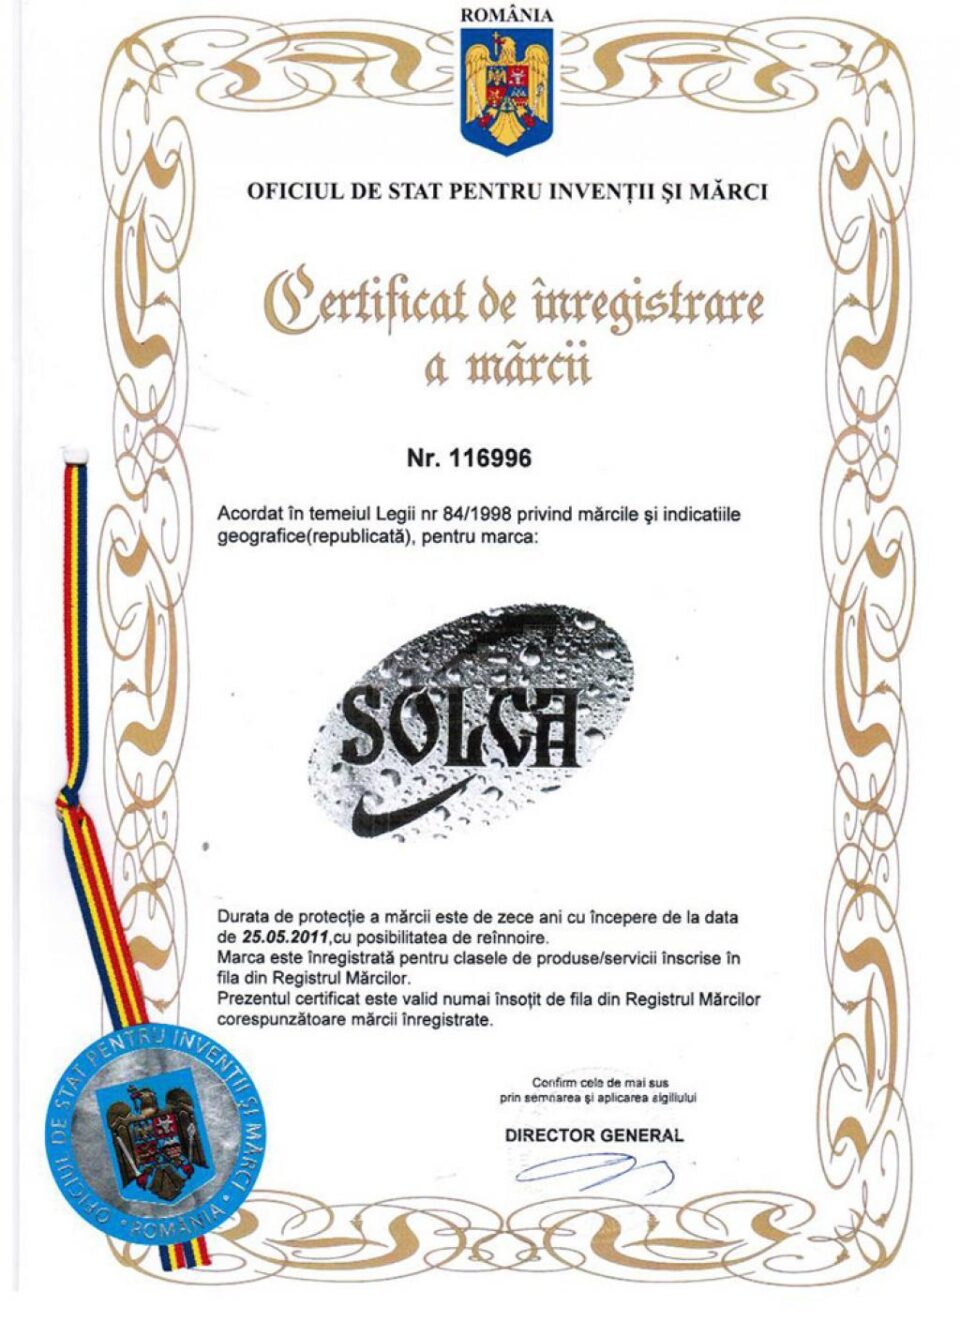 ROMÂNIA
OFICIUL DE STAT PENTRU INVENȚII ȘI MĂRCI
Certificat de înregistrare
a mărcii
Nr. 116996
Acordat în temeiul Legii nr 84/1998 privind mărcile şi indicatiile
geografice(republicată), pentru marca:
SOLCA
Durata de protecţie a mărcii este de zece ani cu începere de la data
de 25.05.2011,cu posibilitatea de reînnoire.
Marca este înregistrată pentru clasele de produse/servicii înscrise în
fila din Registrul Mărcilor.
Prezentul certificat este valid numai însoţit de fila din Registrul Mărcilor
corespunzătoare mărcii înregistrate.
Confirm cele de mai sus
prin semnarea şi aplicarea sigiliului
DIRECTOR GENERAL
OFICIUL DE STAT PENTRU INVENŢII ŞI MĂRCI
• ROMÂNIA •